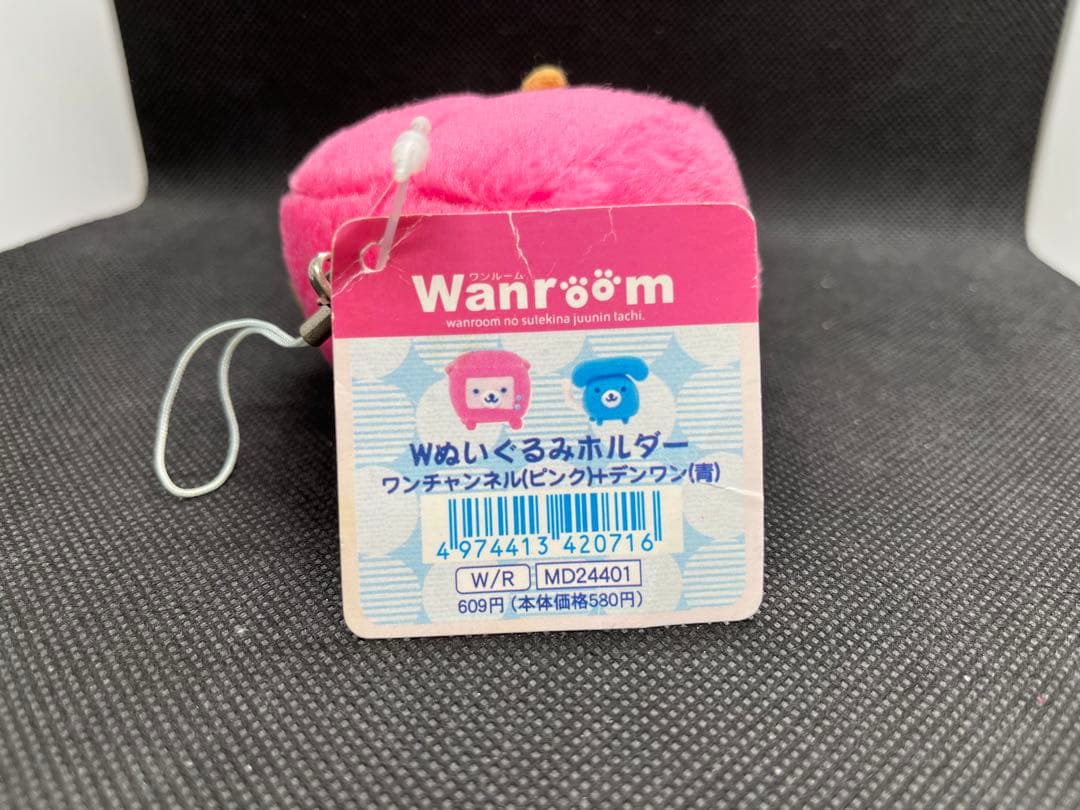 ワンルーム
Wanroom
wanroom no sutekina juunin tachi.
Wぬいぐるみホルダー
ワンチャンネル(ピンク)+デンワン(青)
4 974413 420716
W/R MD24401
609円(本体価格580円)